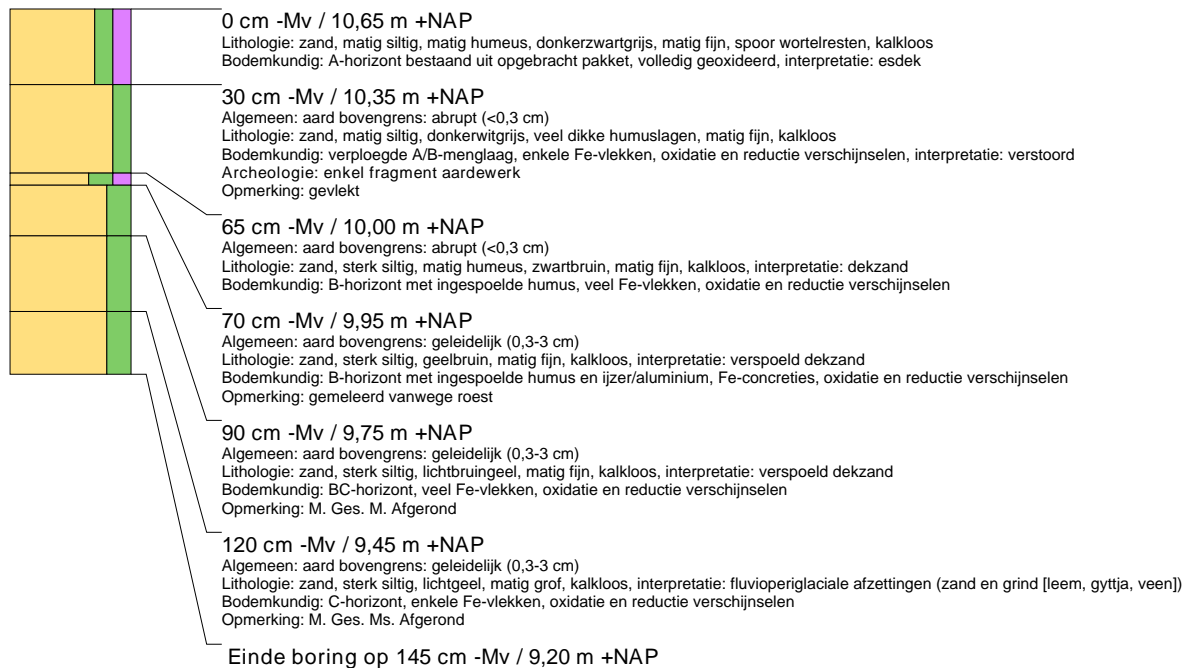 0 cm -Mv / 10,65 m +NAP
Lithologie: zand, matig siltig, matig humeus, donkerzwartgrijs, matig fijn, spoor wortelresten, kalkloos
Bodemkundig: A-horizont bestaand uit opgebracht pakket, volledig geoxideerd, interpretatie: esdek
30 cm -Mv / 10,35 m +NAP
Algemeen: aard bovengrens: abrupt (<0,3 cm)
Lithologie: zand, matig siltig, donkerwitgrijs, veel dikke humuslagen, matig fijn, kalkloos
Bodemkundig: verploegde A/B-menglaag, enkele Fe-vlekken, oxidatie en reductie verschijnselen, interpretatie: verstoord
Archeologie: enkel fragment aardewerk
Opmerking: gevlekt
65 cm -Mv / 10,00 m +NAP
Algemeen: aard bovengrens: abrupt (<0,3 cm)
Lithologie: zand, sterk siltig, matig humeus, zwartbruin, matig fijn, kalkloos, interpretatie: dekzand
Bodemkundig: B-horizont met ingespoelde humus, veel Fe-vlekken, oxidatie en reductie verschijnselen
70 cm -Mv / 9,95 m +NAP
Algemeen: aard bovengrens: geleidelijk (0,3-3 cm)
Lithologie: zand, sterk siltig, geelbruin, matig fijn, kalkloos, interpretatie: verspoeld dekzand
Bodemkundig: B-horizont met ingespoelde humus en ijzer/aluminium, Fe-concreties, oxidatie en reductie verschijnselen
Opmerking: gemeleerd vanwege roest
90 cm -Mv / 9,75 m +NAP
Algemeen: aard bovengrens: geleidelijk (0,3-3 cm)
Lithologie: zand, sterk siltig, lichtbruingeel, matig fijn, kalkloos, interpretatie: verspoeld dekzand
Bodemkundig: BC-horizont, veel Fe-vlekken, oxidatie en reductie verschijnselen
Opmerking: M. Ges. M. Afgerond
120 cm -Mv / 9,45 m +NAP
Algemeen: aard bovengrens: geleidelijk (0,3-3 cm)
Lithologie: zand, sterk siltig, lichtgeel, matig grof, kalkloos, interpretatie: fluvioperiglaciale afzettingen (zand en grind [leem, gyttja, veen])
Bodemkundig: C-horizont, enkele Fe-vlekken, oxidatie en reductie verschijnselen
Opmerking: M. Ges. Ms. Afgerond
Einde boring op 145 cm -Mv / 9,20 m +NAP